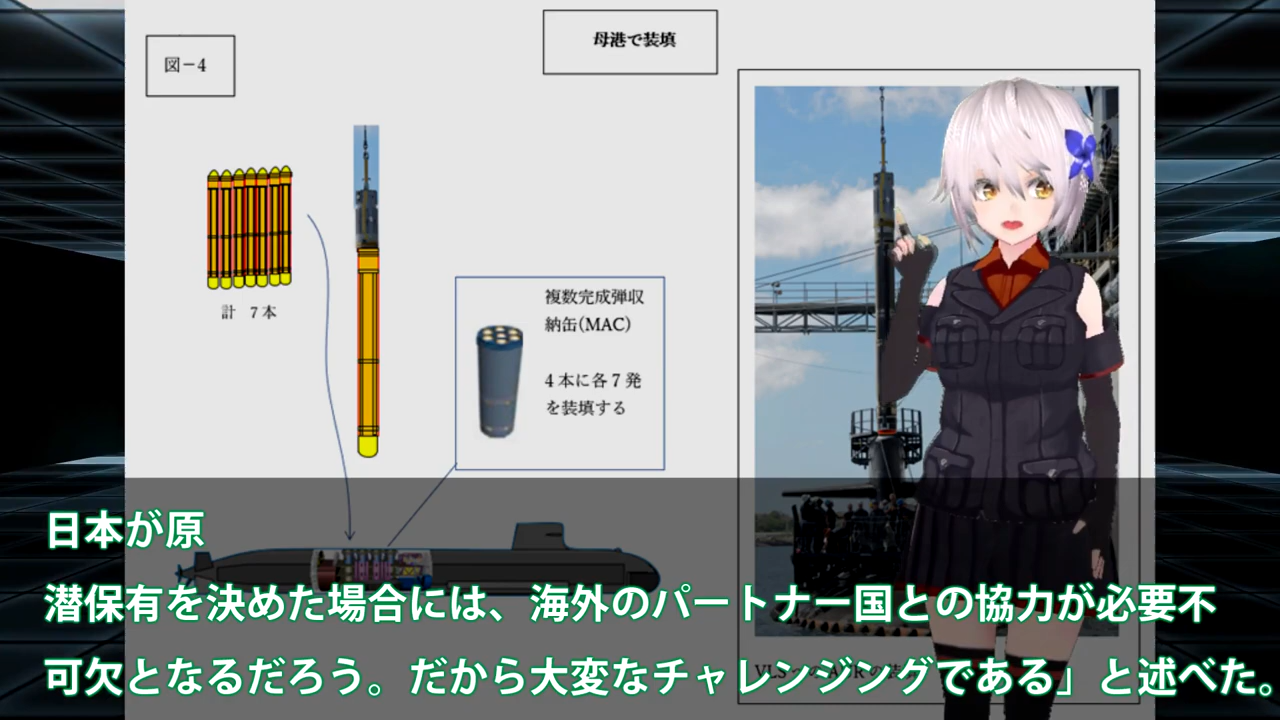 母港で装填
図－4
計 7本
複数完成弾収
納缶(MAC)
4本に各7発
を装填する
日本が原
潜保有を決めた場合には、海外のパートナー国との協力が必要不
可欠となるだろう。だから大変なチャレンジングである」と述べた。